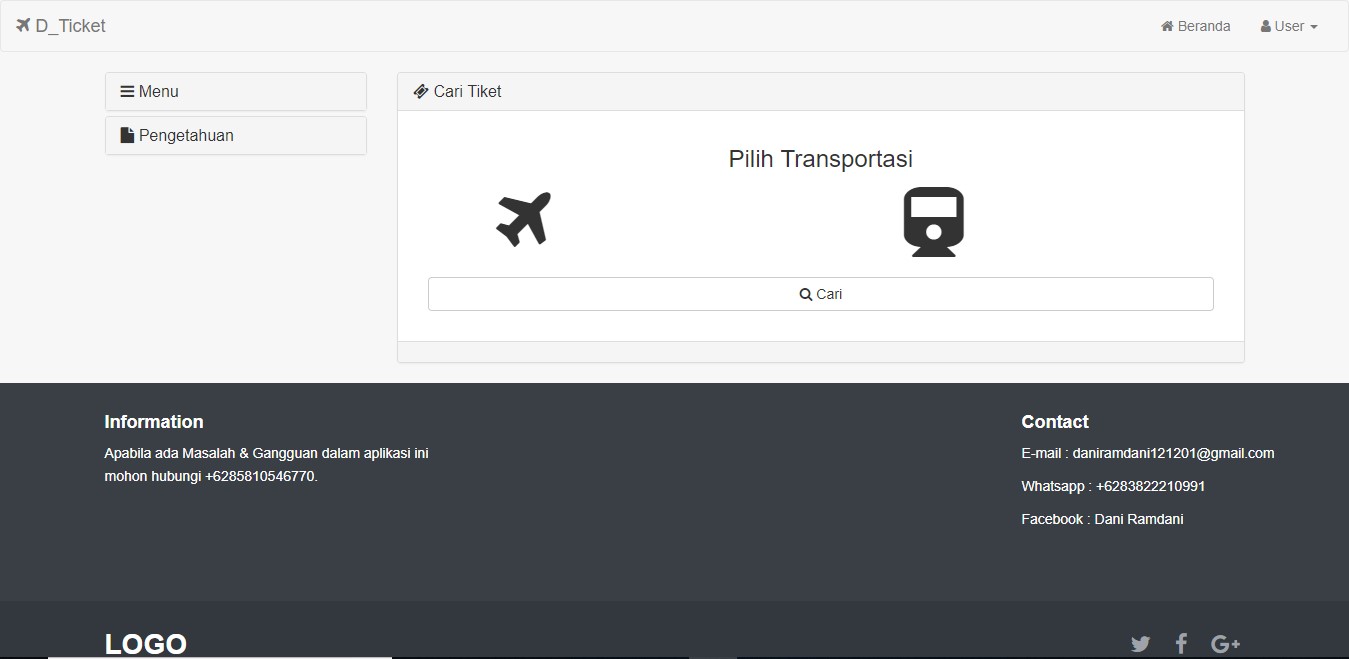 D_Ticket
Beranda
User
Menu
Pengetahuan
Cari Tiket
Pilih Transportasi
Cari
Information
Apabila ada Masalah & Gangguan dalam aplikasi ini
mohon hubungi +6285810546770.
Contact
E-mail : daniramdani121201@gmail.com
Whatsapp : +6283822210991
Facebook : Dani Ramdani
LOGO